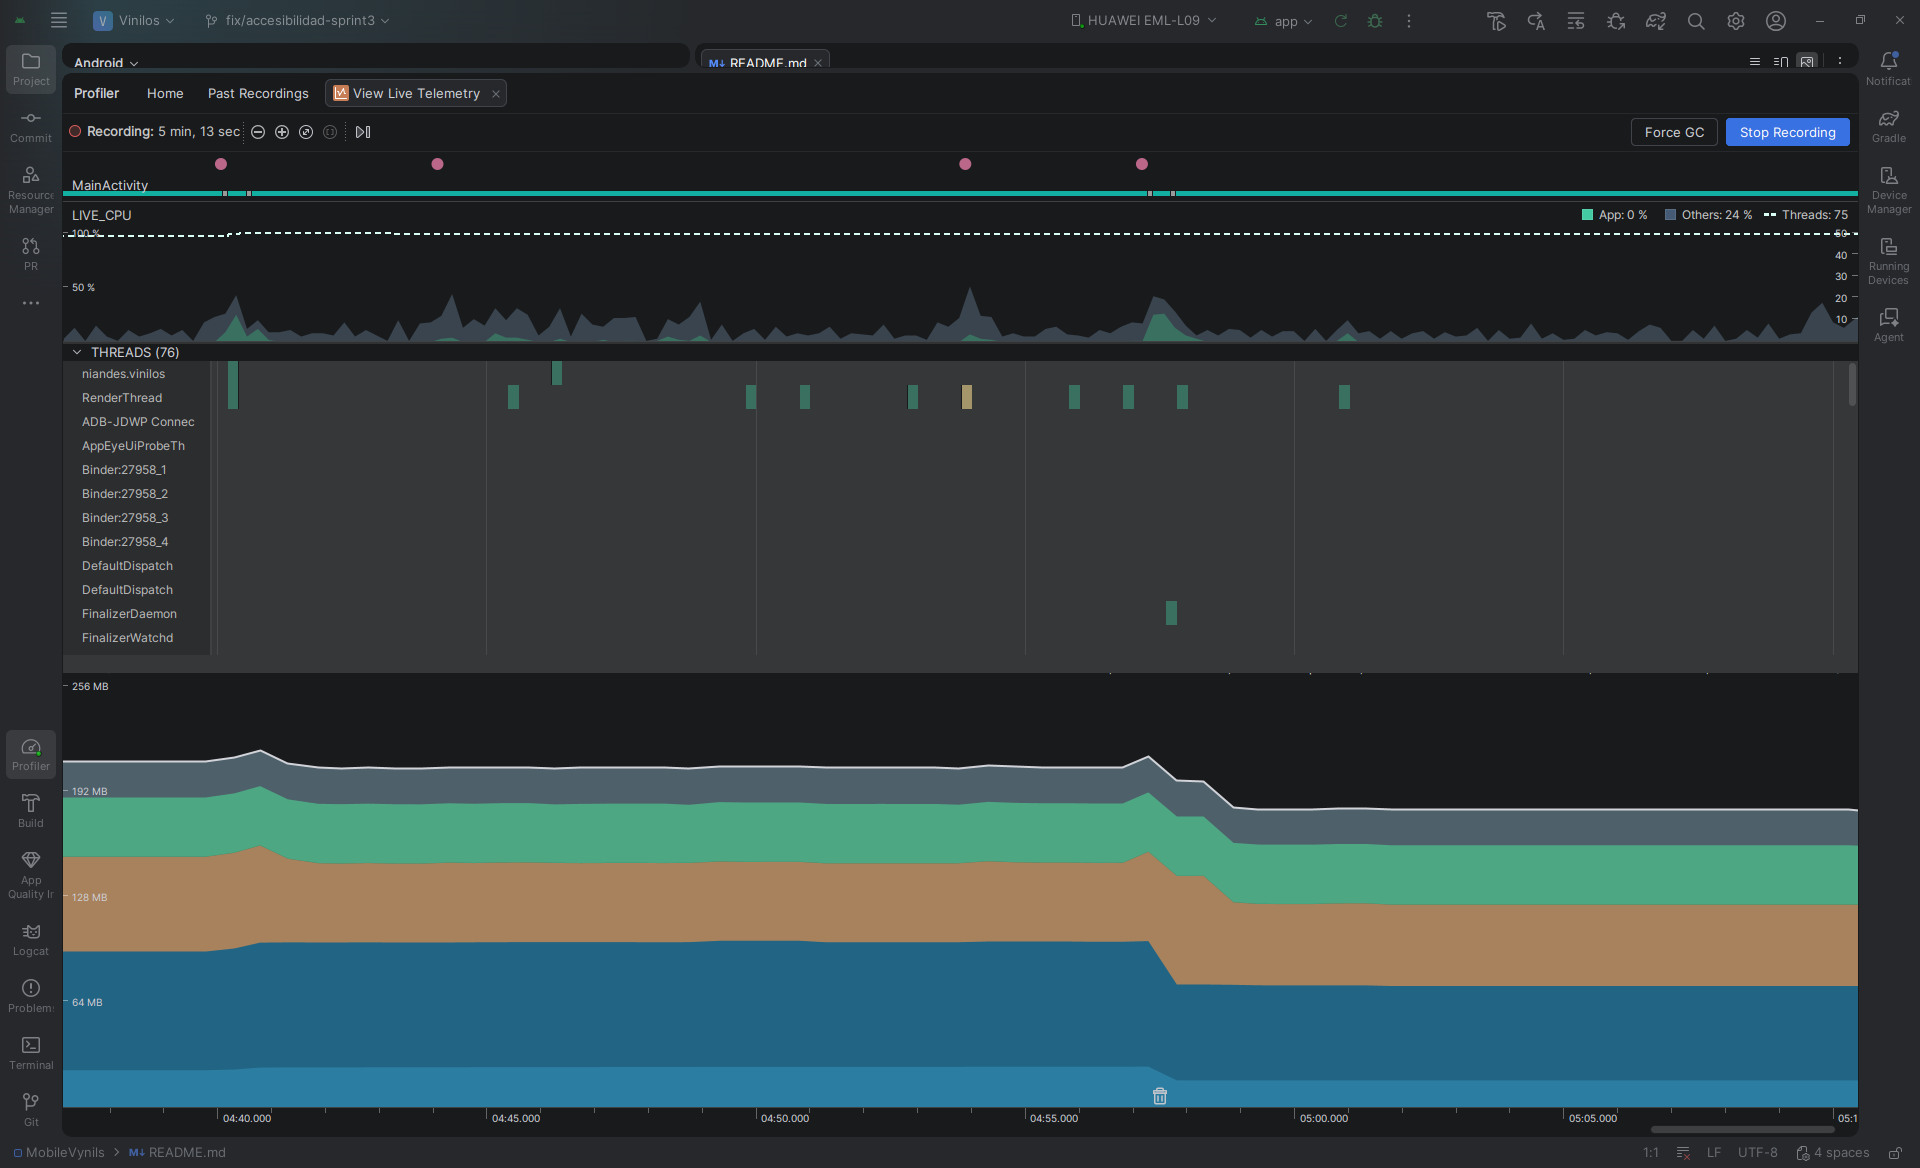 V Vinilos fix/accesibilidad-sprint3 HUAWEI EML-L09 app
Project
Commit
Resource
Manager
PR
Profiler
Build
App
Quality In
Logcat
Problem
Terminal
Git
Android
M↓ README.md
Profiler Home Past Recordings View Live Telemetry
Recording: 5 min, 13 sec Force GC Stop Recording
MainActivity
LIVE_CPU App: 0 % Others: 24 % Threads: 75
100 % 50
40
50 % 30
20
10
THREADS (76)
niandes.vinilos
RenderThread
ADB-JDWP Connec
AppEyeUiProbeTh
Binder:27958_1
Binder:27958_2
Binder:27958_3
Binder:27958_4
DefaultDispatch
DefaultDispatch
FinalizerDaemon
FinalizerWatchd
256 MB
192 MB
128 MB
64 MB
04:40.000 04:45.000 04:50.000 04:55.000 05:00.000 05:05.000 05:1
Notificat
Gradle
Device
Manager
Running
Devices
Agent
MobileVynils > M↓ README.md 1:1 LF UTF-8 4 spaces